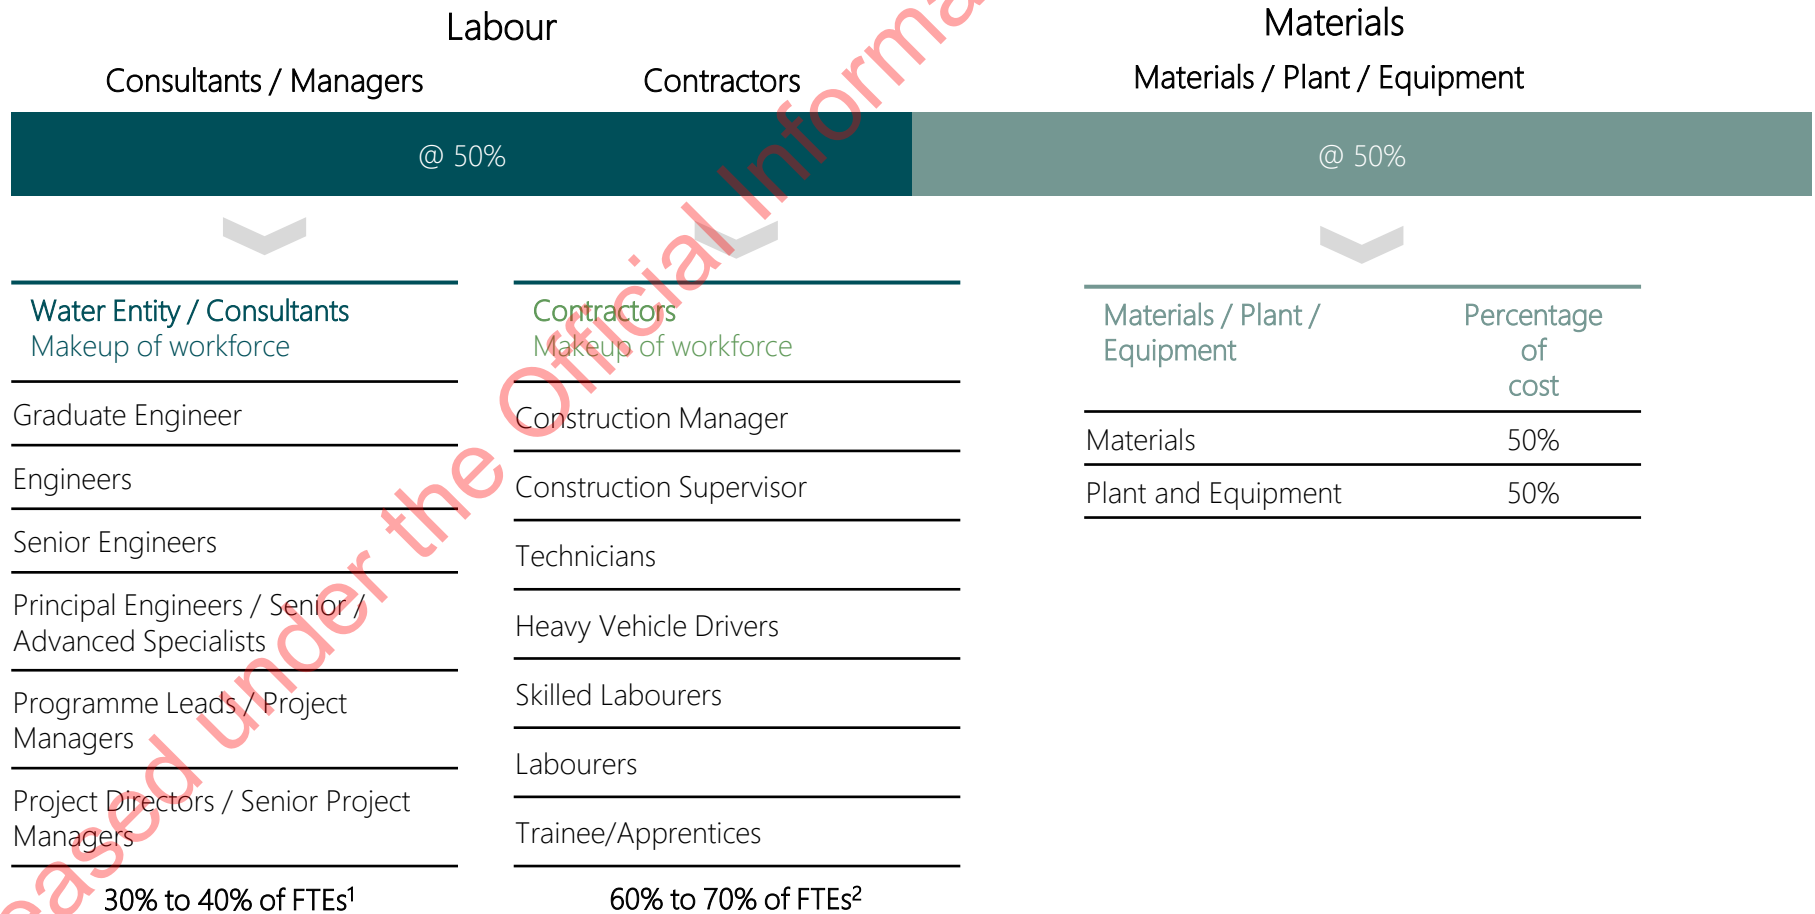 Labour
Consultants / Managers
Contractors
@ 50%
Materials
Materials / Plant / Equipment
@ 50%
Water Entity / Consultants
Makeup of workforce
Graduate Engineer
Engineers
Senior Engineers
Principal Engineers / Senior /
Advanced Specialists
Programme Leads / Project
Managers
Project Directors / Senior Project
Managers
30% to 40% of FTEs¹
Contractors
Makeup of workforce
Construction Manager
Construction Supervisor
Technicians
Heavy Vehicle Drivers
Skilled Labourers
Labourers
Trainee/Apprentices
60% to 70% of FTEs²
Materials / Plant /
Equipment
Percentage
of
cost
Materials 50%
Plant and Equipment 50%
under the Official